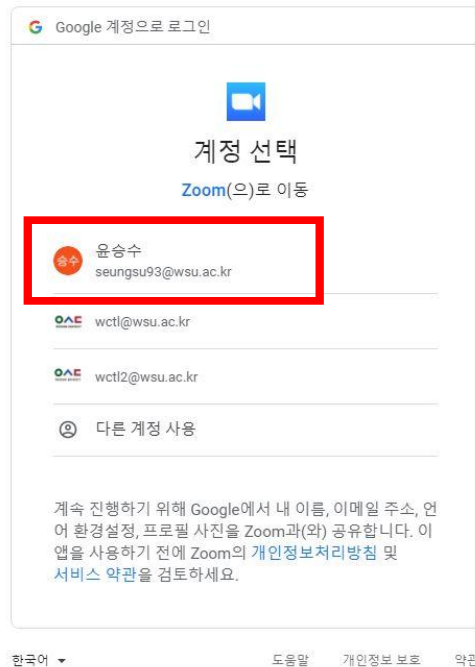 Google 계정으로 로그인
계정 선택
Zoom(으)로 이동
승수
윤승수
seungsu93@wsu.ac.kr
wctl@wsu.ac.kr
wctl2@wsu.ac.kr
다른 계정 사용
계속 진행하기 위해 Google에서 내 이름, 이메일 주소, 언
어 환경설정, 프로필 사진을 Zoom과(와) 공유합니다. 이
앱을 사용하기 전에 Zoom의 개인정보처리방침 및
서비스 약관을 검토하세요.
한국어 도움말 개인정보 보호 약관